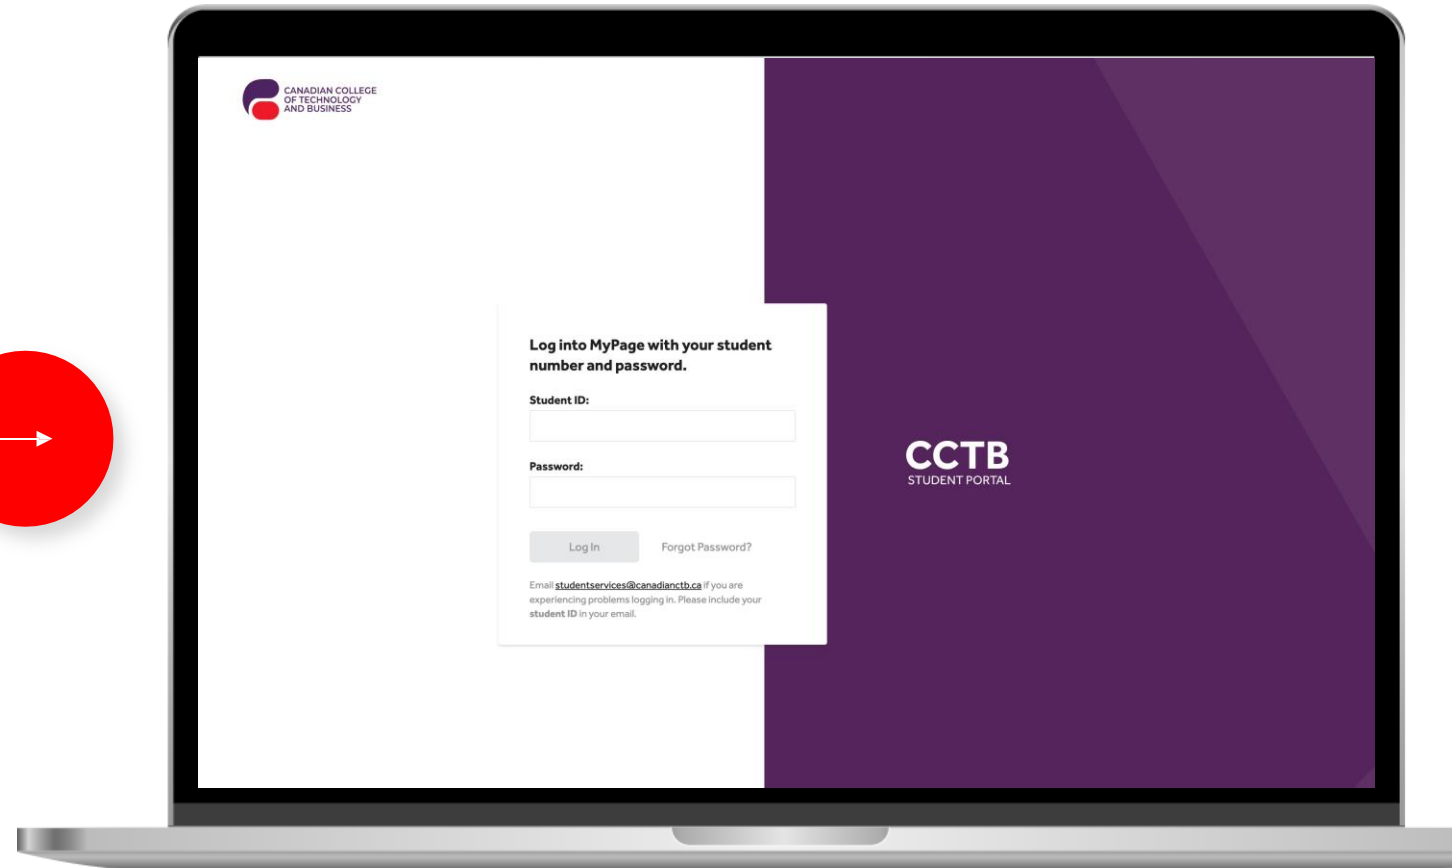 CANADIAN COLLEGE
OF TECHNOLOGY
AND BUSINESS
Log into MyPage with your student
number and password.
Student ID:
Password:
Log In
Forgot Password?
Email studentservices@canadianctb.ca if you are
experiencing problems logging in. Please include your
student ID in your email.
CCTB
STUDENT PORTAL